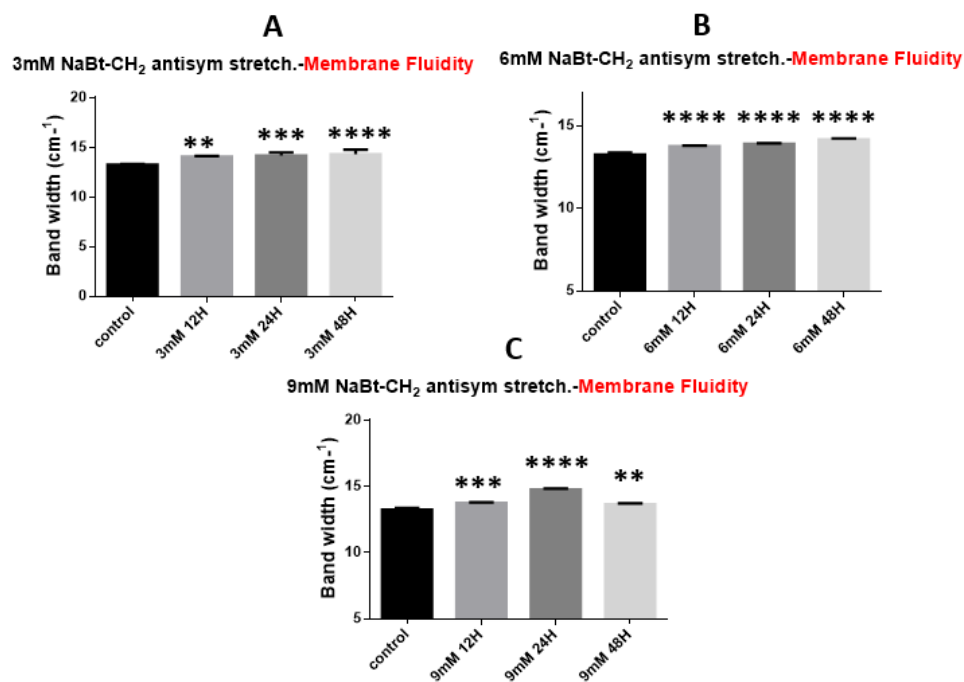 A
3mM NaBt-CH₂ antisym stretch.-Membrane Fluidity
Band width (cm-¹)
20
15
10
5
0
** *** ****
control 3mM 12H 3mM 24H 3mM 48H
B
6mM NaBt-CH₂ antisym stretch.-Membrane Fluidity
Band width (cm-¹)
15
10
5
**** **** ****
control 6mM 12H 6mM 24H 6mM 48H
C
9mM NaBt-CH₂ antisym stretch.-Membrane Fluidity
Band width (cm-¹)
20
15
10
5
*** **** **
control 9mM 12H 9mM 24H 9mM 48H